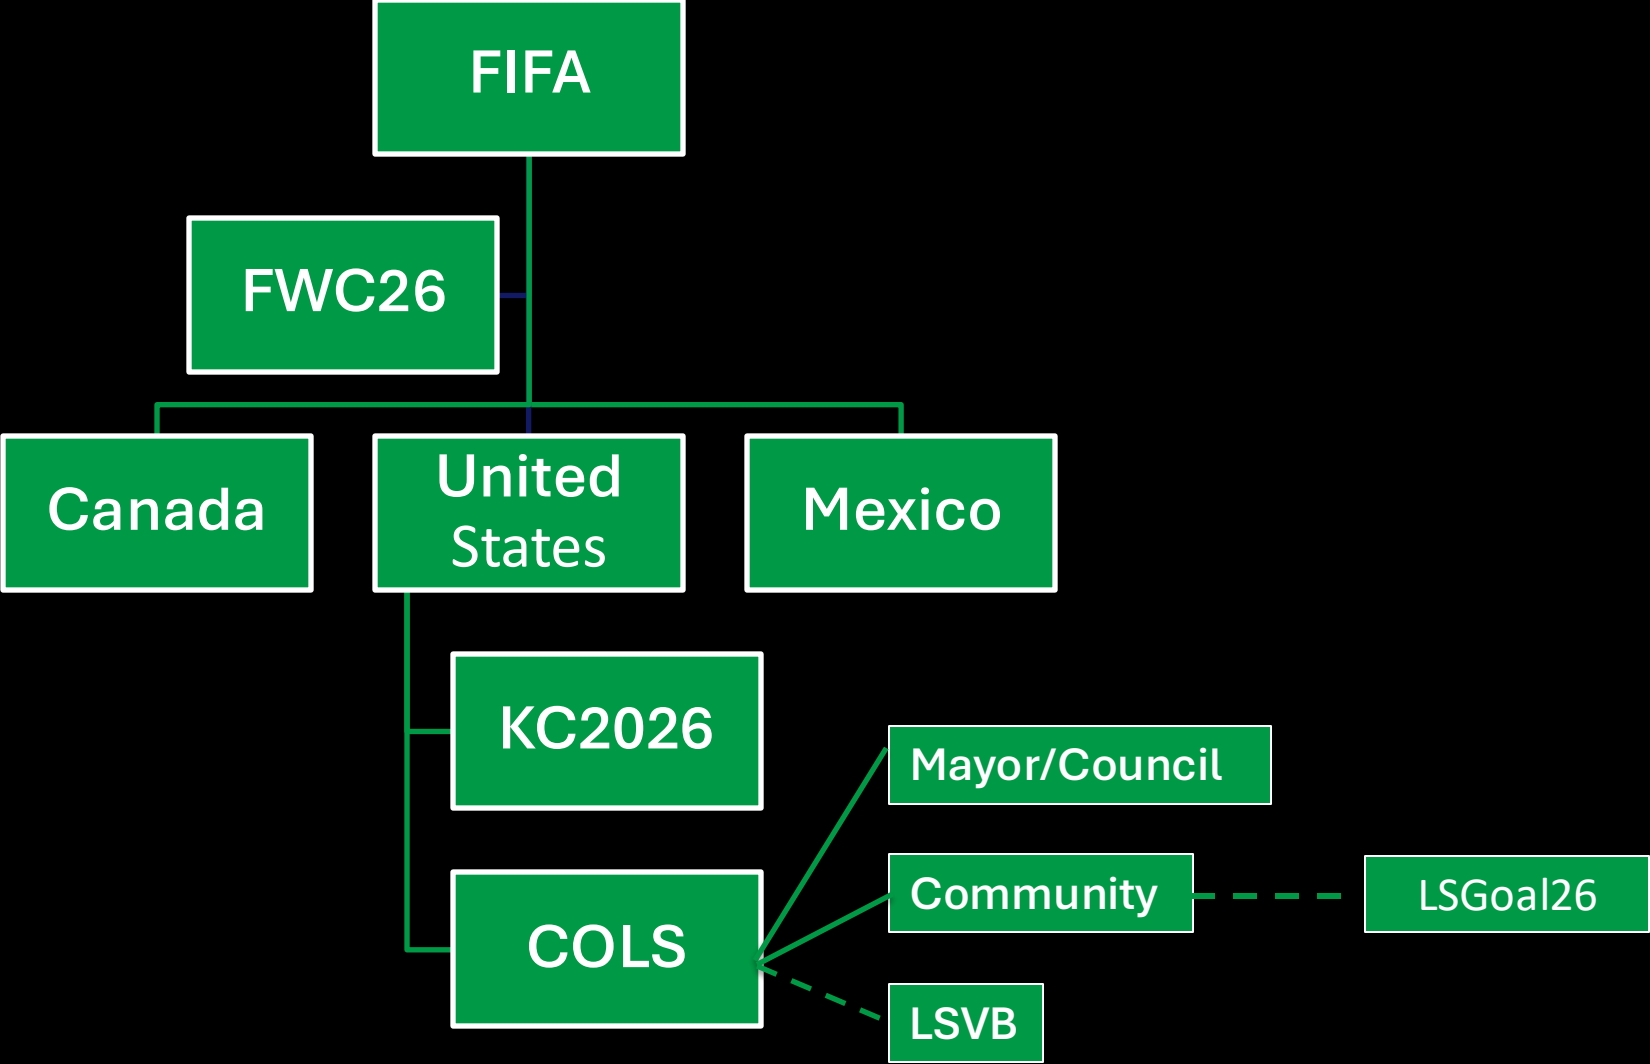 FIFA
FWC26
Canada
United
States
Mexico
KC2026
COLS
Mayor/Council
Community
LSGoal26
LSVB